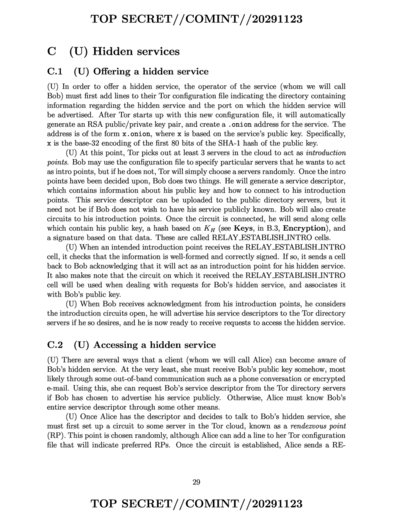 TOP SECRET//COMINT//20291123
C (U) Hidden services
C.1 (U) Offering a hidden service
(U) In order to offer a hidden service, the operator of the service (whom we will call
Bob) must first add lines to their Tor configuration file indicating the directory containing
information regarding the hidden service and the port on which the hidden service will
be advertised. After Tor starts up with this new configuration file, it will automatically
generate an RSA public/private key pair, and create a .onion address for the service. The
address is of the form x.onion, where x is based on the service's public key. Specifically,
x is the base-32 encoding of the first 80 bits of the SHA-1 hash of the public key.
(U) At this point, Tor picks out at least 3 servers in the cloud to act as introduction
points. Bob may use the configuration file to specify particular servers that he wants to act
as intro points, but if he does not, Tor will simply choose a servers randomly. Once the intro
points have been decided upon, Bob does two things. He will generate a service descriptor,
which contains information about his public key and how to connect to his introduction
points. This service descriptor can be uploaded to the public directory servers, but it
need not be if Bob does not wish to have his service publicly known. Bob will also create
circuits to his introduction points. Once the circuit is connected, he will send along cells
which contain his public key, a hash based on K_H (see Keys, in B.3, Encryption), and
a signature based on that data. These are called RELAY_ESTABLISH_INTRO cells.
(U) When an intended introduction point receives the RELAY_ESTABLISH_INTRO
cell, it checks that the information is well-formed and correctly signed. If so, it sends a cell
back to Bob acknowledging that it will act as an introduction point for his hidden service.
It also makes note that the circuit on which it received the RELAY_ESTABLISH_INTRO
cell will be used when dealing with requests for Bob's hidden service, and associates it
with Bob's public key.
(U) When Bob receives acknowledgment from his introduction points, he considers
the introduction circuits open, he will advertise his service descriptors to the Tor directory
servers if he so desires, and he is now ready to receive requests to access the hidden service.
C.2 (U) Accessing a hidden service
(U) There are several ways that a client (whom we will call Alice) can become aware of
Bob's hidden service. At the very least, she must receive Bob's public key somehow, most
likely through some out-of-band communication such as a phone conversation or encrypted
e-mail. Using this, she can request Bob's service descriptor from the Tor directory servers
if Bob has chosen to advertise his service publicly. Otherwise, Alice must know Bob's
entire service descriptor through some other means.
(U) Once Alice has the descriptor and decides to talk to Bob's hidden service, she
must first set up a circuit to some server in the Tor cloud, known as a rendezvous point
(RP). This point is chosen randomly, although Alice can add a line to her Tor configuration
file that will indicate preferred RPs. Once the circuit is established, Alice sends a RE-
29
TOP SECRET//COMINT//20291123